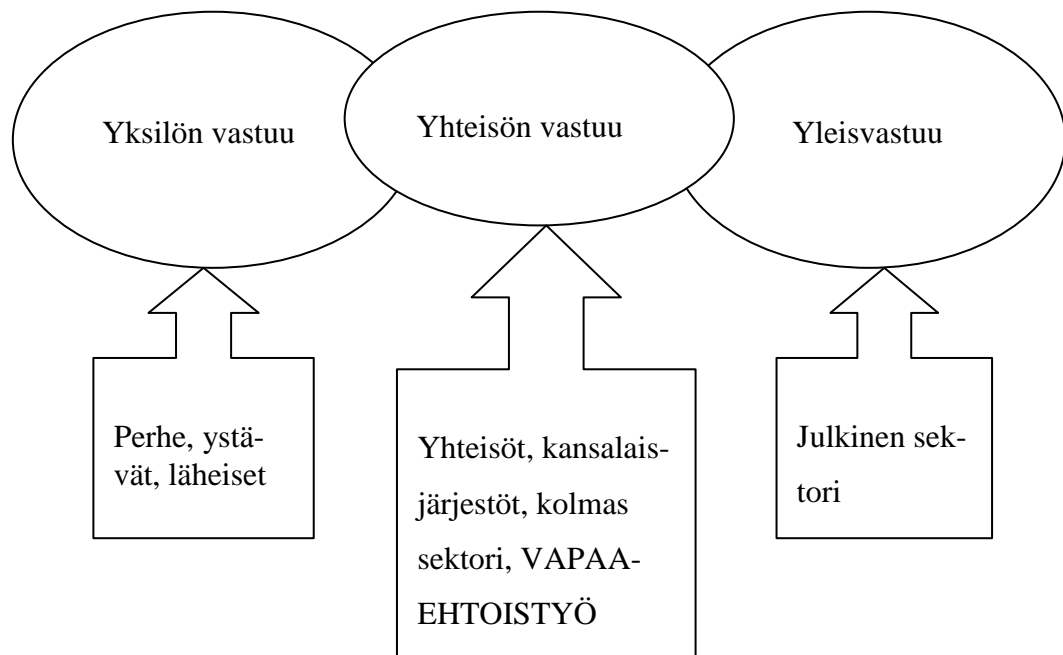 Yksilön vastuu
Yhteisön vastuu
Yleisvastuu
Perhe, ystä-
vät, läheiset
Yhteisöt, kansalais-
järjestöt, kolmas
sektori, VAPAA-
EHTOISTYÖ
Julkinen sek-
tori